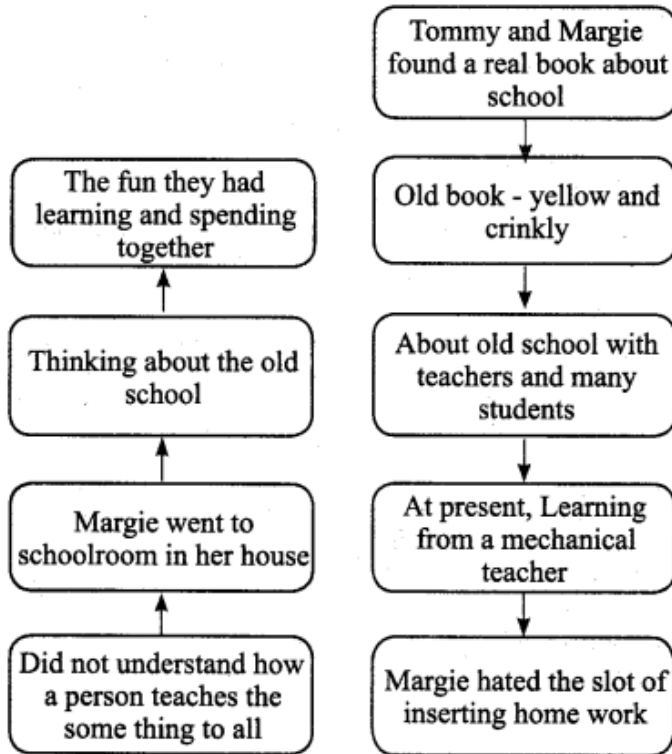 Tommy and Margie
found a real book about
school
Old book - yellow and
crinkly
About old school with
teachers and many
students
At present, Learning
from a mechanical
teacher
Margie hated the slot of
inserting home work
Did not understand how
a person teaches the
some thing to all
Margie went to
schoolroom in her house
Thinking about the old
school
The fun they had
learning and spending
together